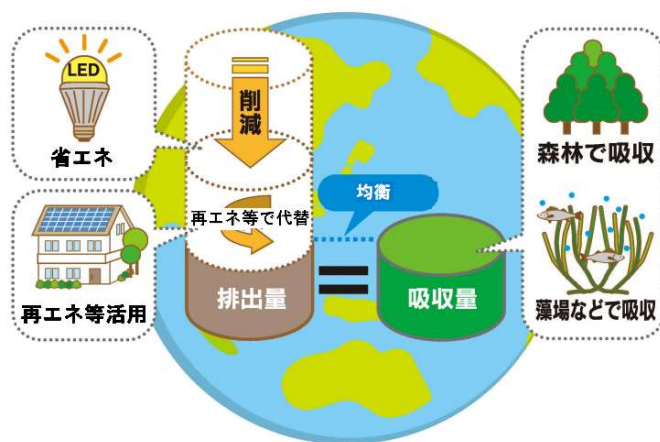 LED
省エネ
再エネ等活用
削減
再エネ等で代替
排出量
均衡
=
吸収量
森林で吸収
藻場などで吸収